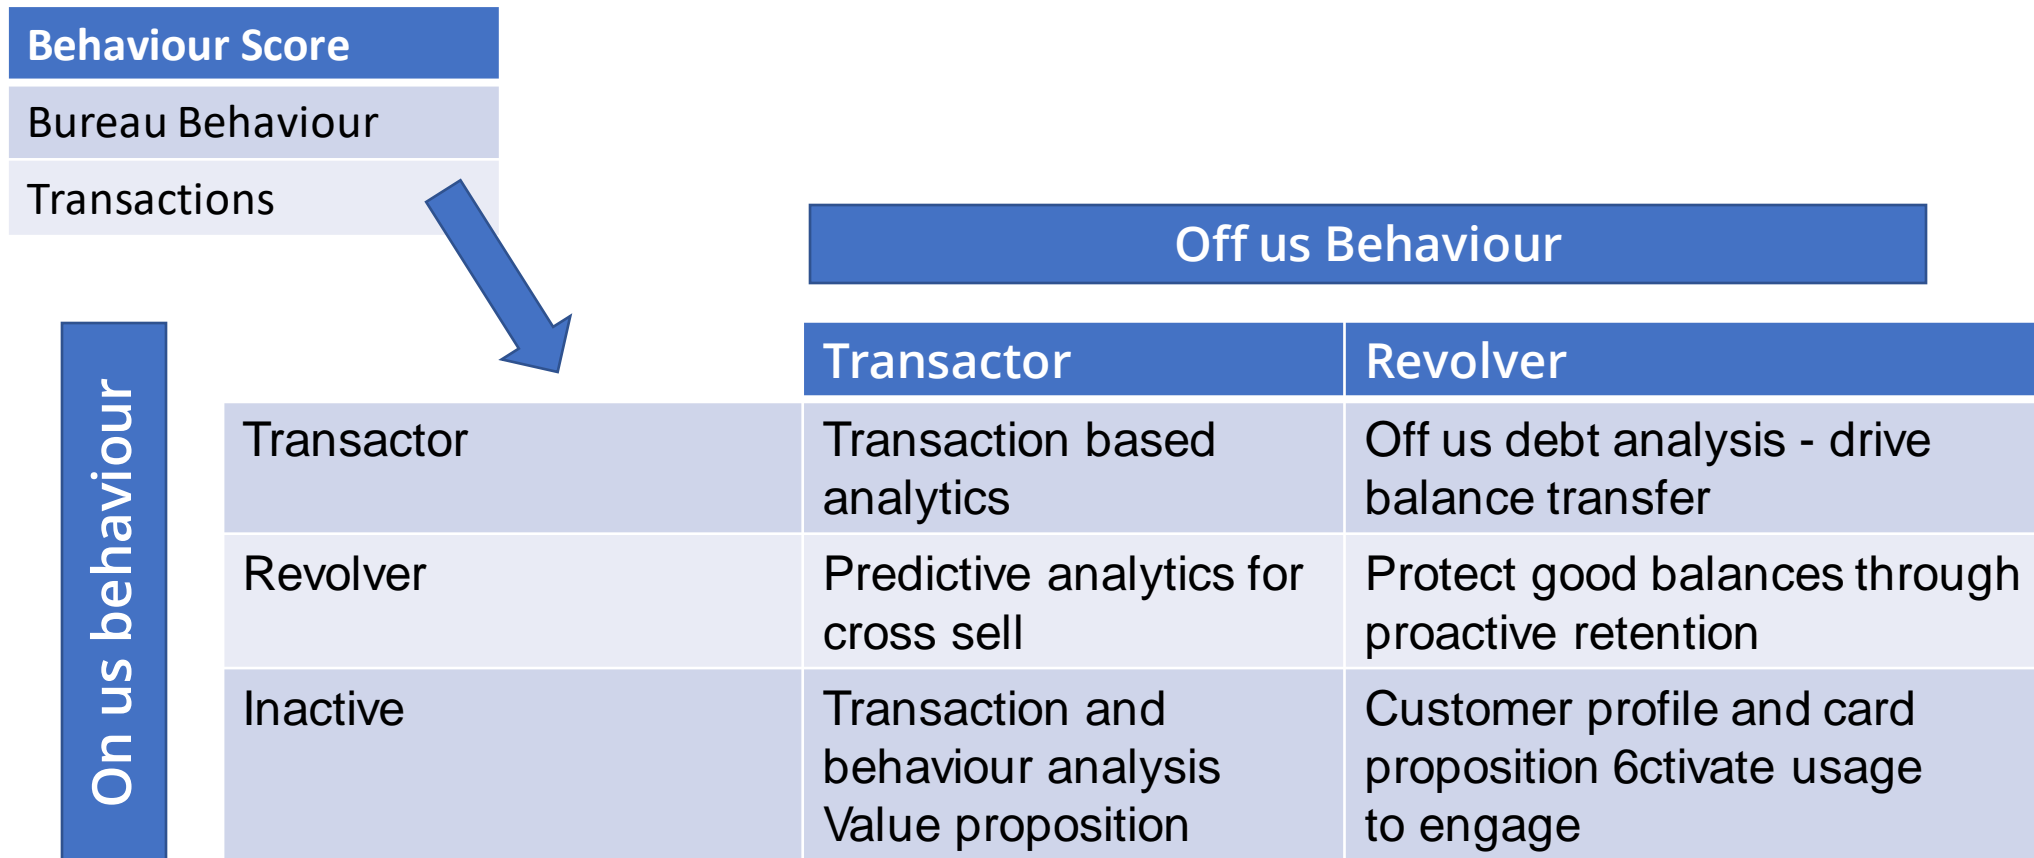 Behaviour Score
Bureau Behaviour
Transactions
Off us Behaviour
On us behaviour
Transactor
Revolver
Transactor
Transaction based
analytics
Off us debt analysis - drive
balance transfer
Revolver
Predictive analytics for
cross sell
Protect good balances through
proactive retention
Inactive
Transaction and
behaviour analysis
Value proposition
Customer profile and card
proposition 6ctivate usage
to engage